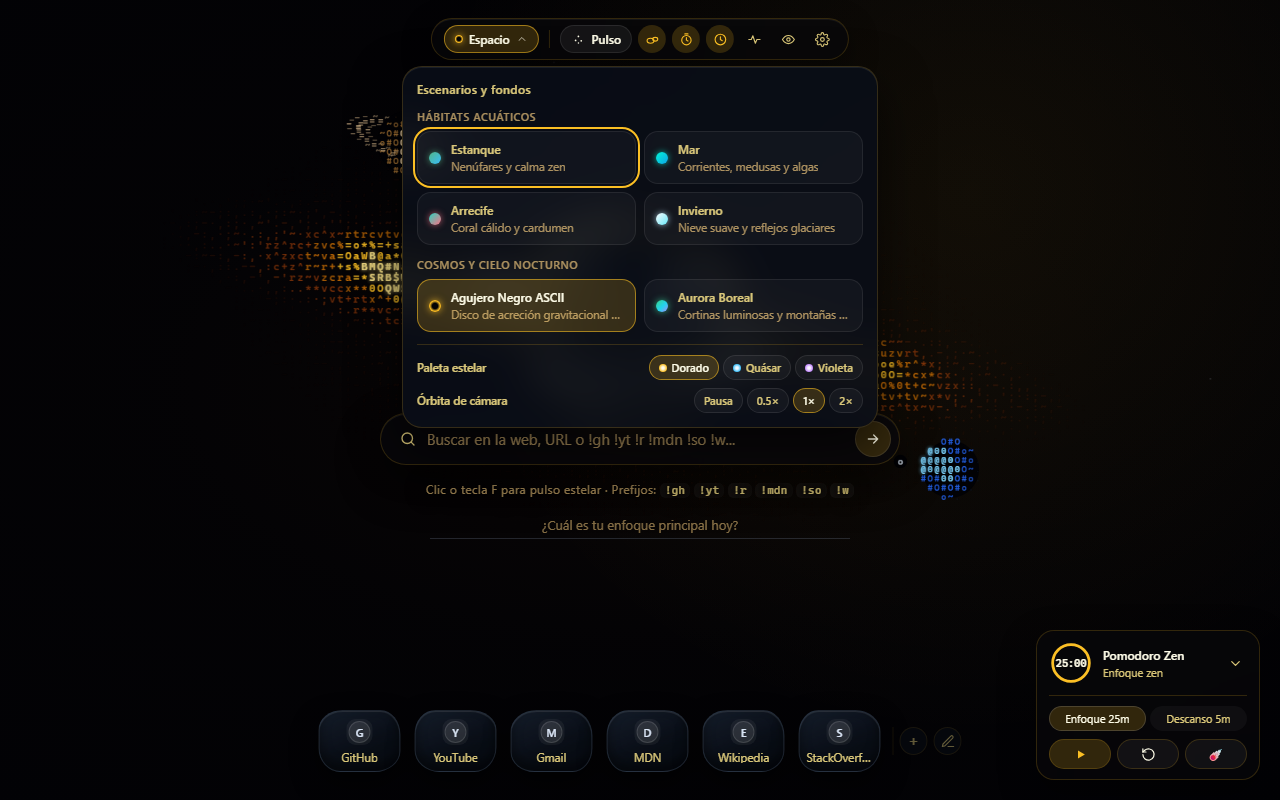 Espacio
Pulso
Escenarios y fondos
HÁBITATS ACUÁTICOS
Estanque
Nenúfares y calma zen
Mar
Corrientes, medusas y algas
Arrecife
Coral cálido y cardumen
Invierno
Nieve suave y reflejos glaciares
COSMOS Y CIELO NOCTURNO
Agujero Negro ASCII
Disco de acreción gravitacional ...
Aurora Boreal
Cortinas luminosas y montañas ...
Paleta estelar
Dorado
Quásar
Violeta
Órbita de cámara
Pausa
0.5×
1×
2×
Buscar en la web, URL o !gh !yt !r !mdn !so !w...
Clic o tecla F para pulso estelar · Prefijos: !gh !yt !r !mdn !so !w
¿Cuál es tu enfoque principal hoy?
25:00
Pomodoro Zen
Enfoque zen
Enfoque 25m
Descanso 5m
G
GitHub
Y
YouTube
M
Gmail
D
MDN
E
Wikipedia
S
StackOverf...
+